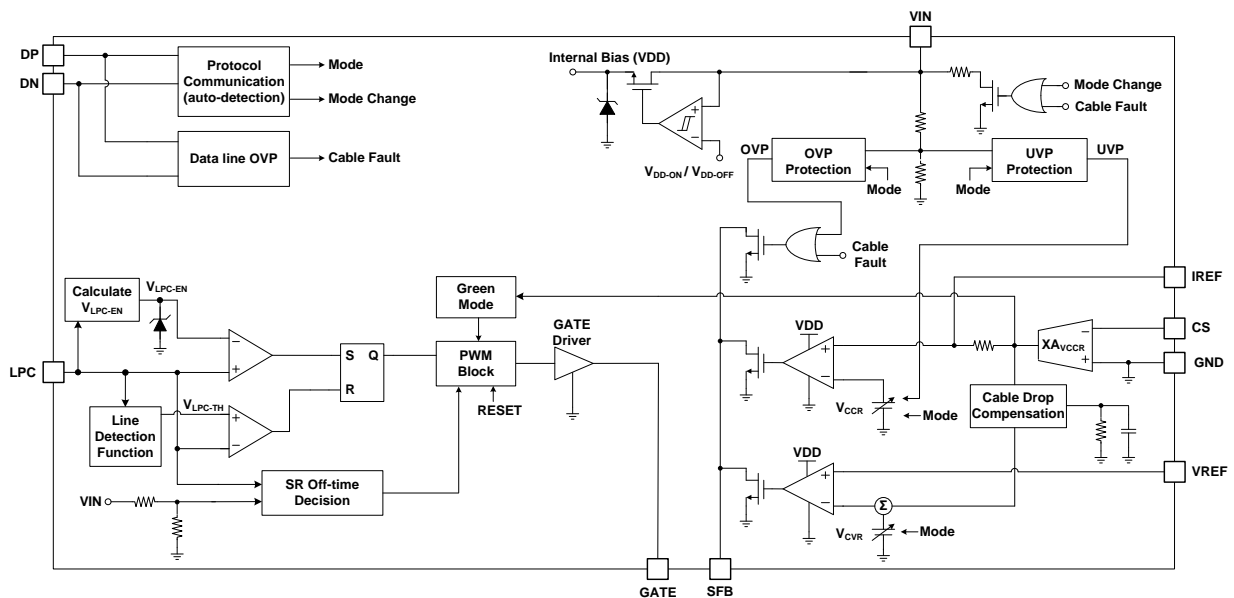 VIN
DP
DN
Protocol
Communication
(auto-detection)
Mode
Mode Change
Data line OVP
Cable Fault
Internal Bias (VDD)
+
−
VDD-ON / VDD-OFF
Mode Change
Cable Fault
OVP
OVP
Protection
Mode
UVP
Protection
UVP
Mode
Cable
Fault
IREF
CS
GND
XAVCCR
−
+
Calculate
VLPC-EN
VLPC-EN
−
+
LPC
Line
Detection
Function
VLPC-TH
+
−
S Q
R
Green
Mode
PWM
Block
RESET
GATE
Driver
VIN
SR Off-time
Decision
VDD
+
−
VCCR
Mode
Cable Drop
Compensation
VREF
VDD
+
−
Σ
VCVR
Mode
GATE
SFB